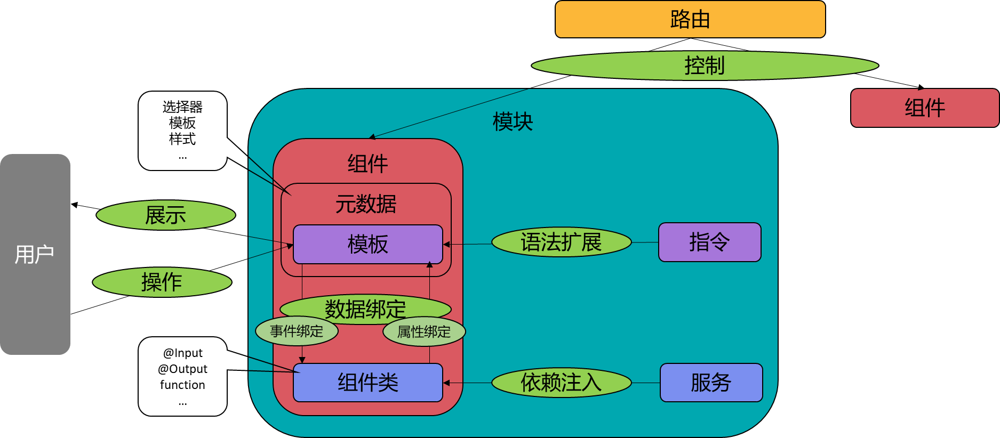 路由
控制
组件
选择器
模板
样式
...
模块
组件
元数据
展示
模板
语法扩展
指令
用户
操作
数据绑定
事件绑定
属性绑定
@Input
@Output
function
...
组件类
依赖注入
服务